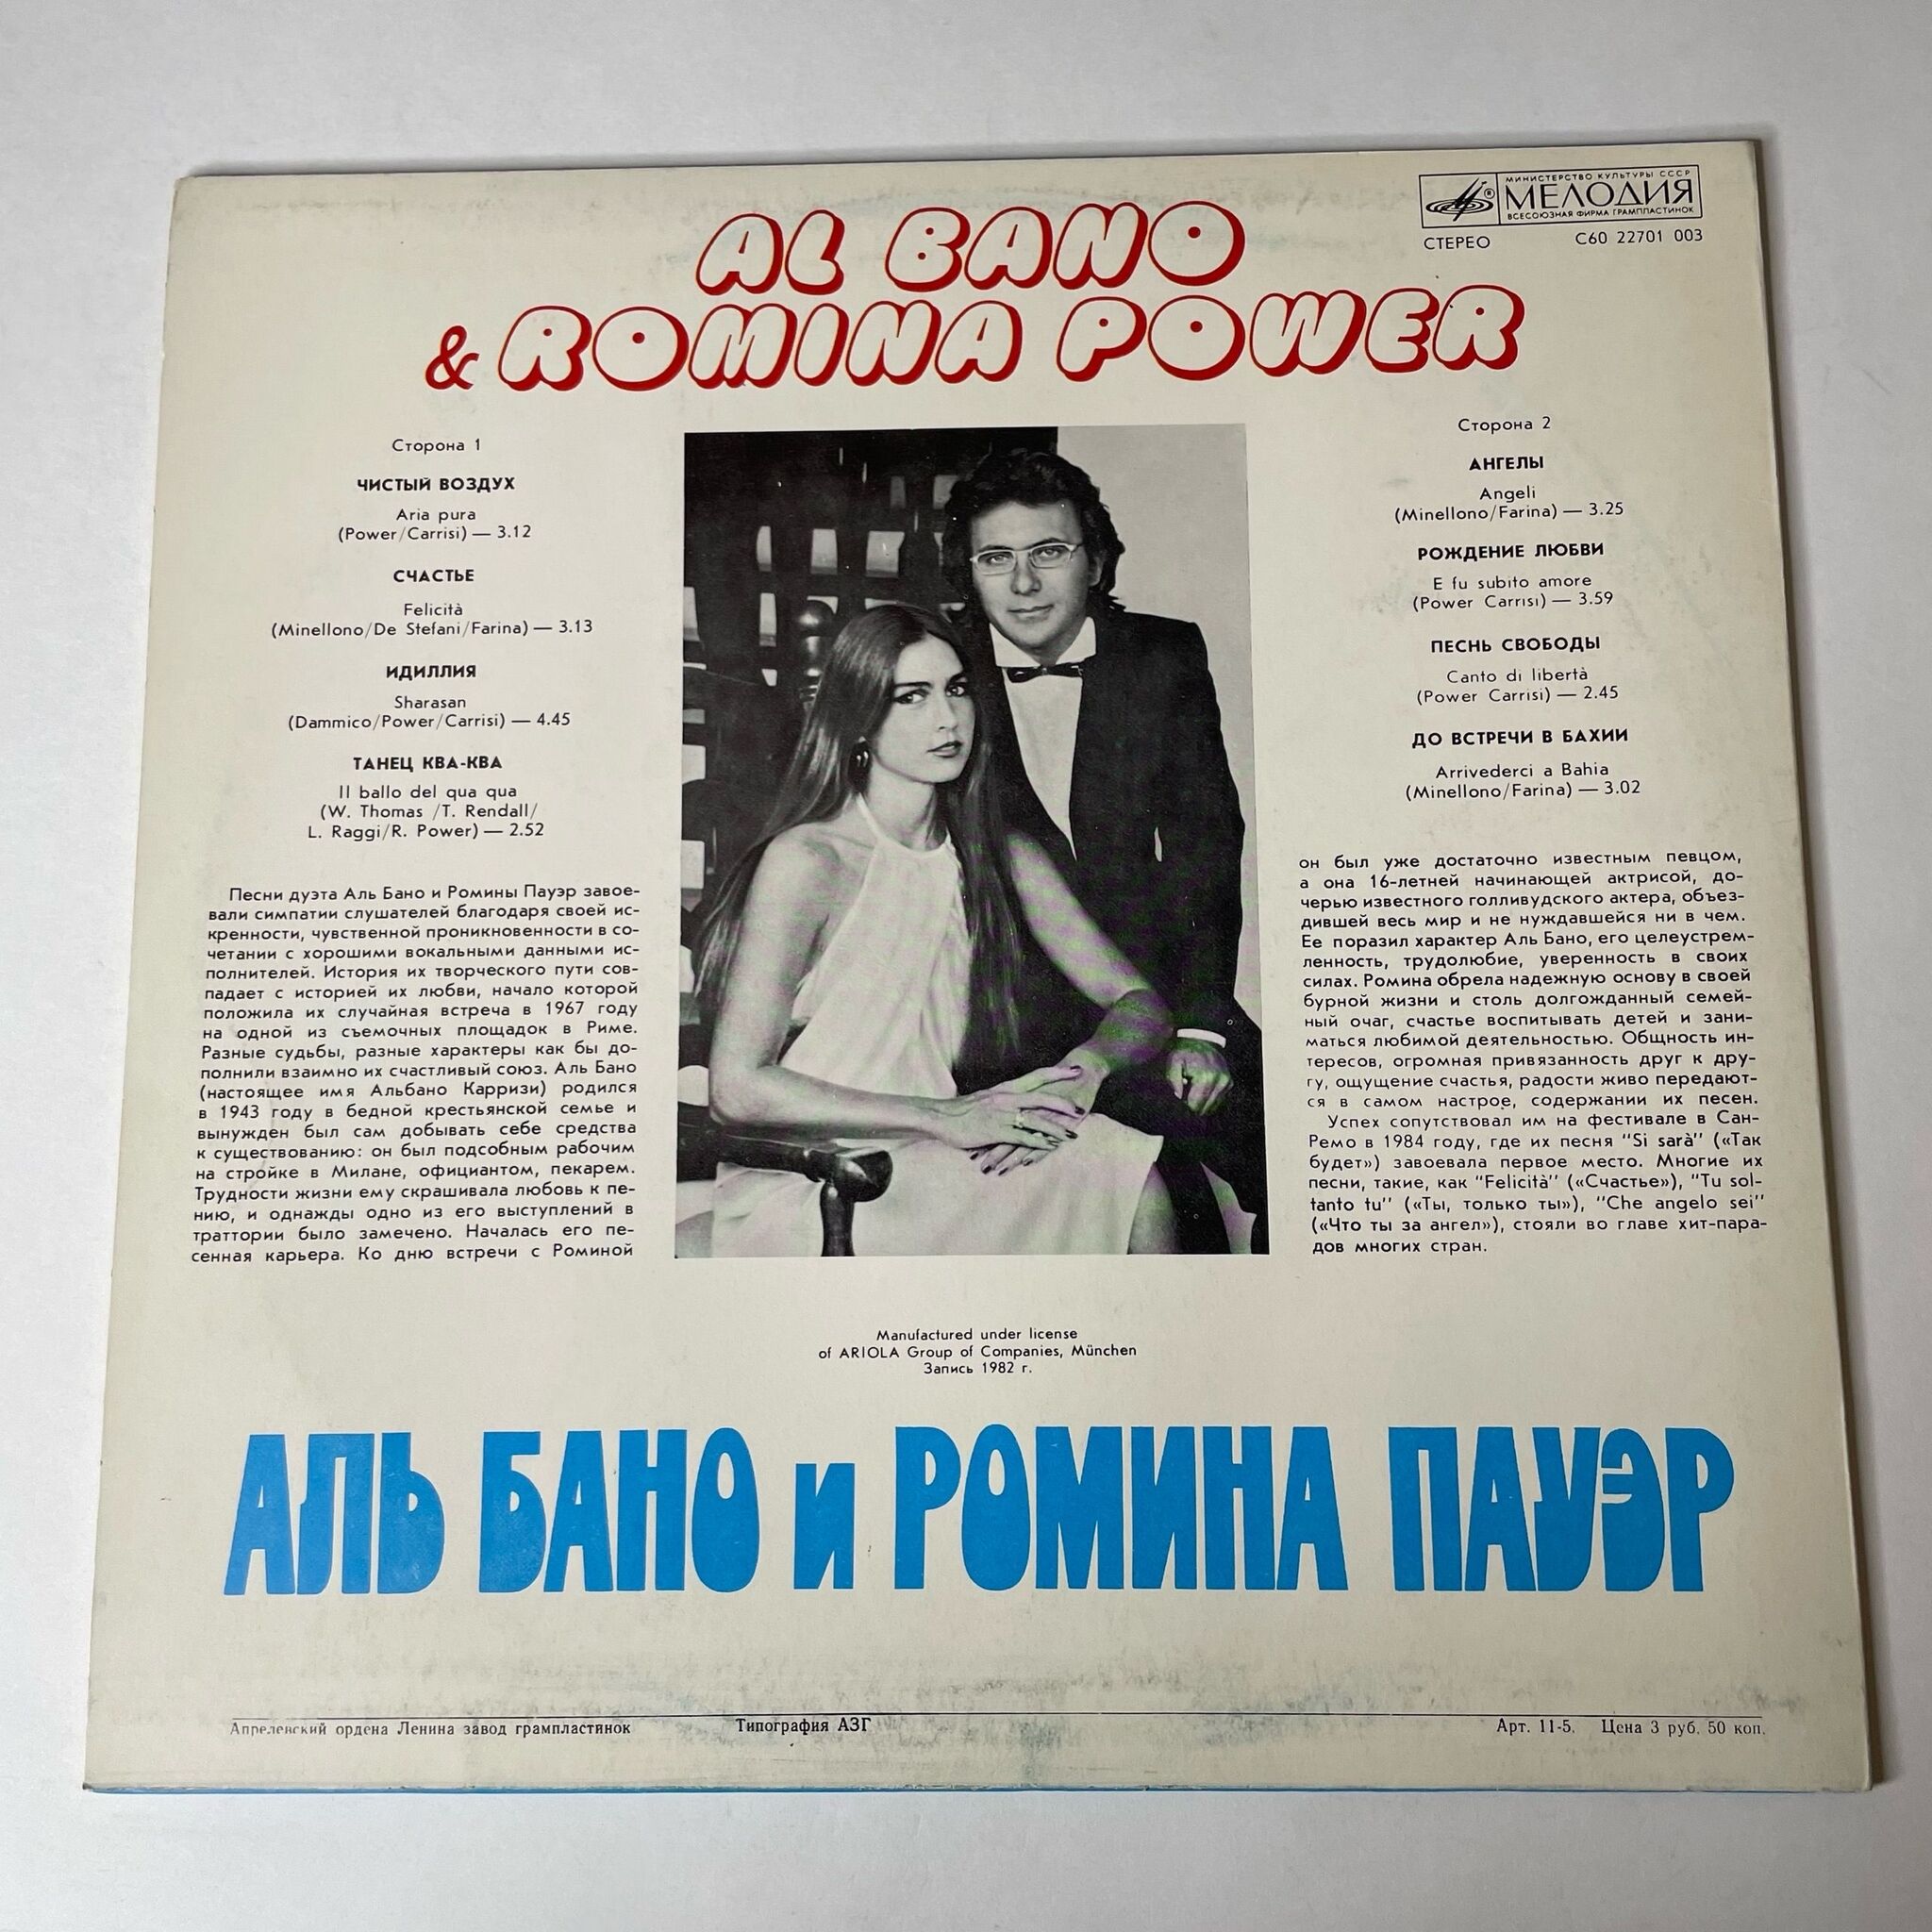 МИНИСТЕРСТВО КУЛЬТУРЫ СССР
МЕЛОДИЯ
ВСЕСОЮЗНАЯ ФИРМА ГРАМПЛАСТИНОК
СТЕРЕО С60 22701 003
AL BANO
& ROMINA POWER
Сторона 1
ЧИСТЫЙ ВОЗДУХ
Aria pura
(Power/Carrisi) — 3.12
СЧАСТЬЕ
Felicità
(Minellono/De Stefani/Farina) — 3.13
ИДИЛЛИЯ
Sharasan
(Dammico/Power/Carrisi) — 4.45
ТАНЕЦ КВА-КВА
Il ballo del qua qua
(W. Thomas /T. Rendall/
L. Raggi/R. Power) — 2.52
Сторона 2
АНГЕЛЫ
Angeli
(Minellono/Farina) — 3.25
РОЖДЕНИЕ ЛЮБВИ
E fu subito amore
(Power Carrisi) — 3.59
ПЕСНЬ СВОБОДЫ
Canto di libertà
(Power Carrisi) — 2.45
ДО ВСТРЕЧИ В БАХИИ
Arrivederci a Bahia
(Minellono/Farina) — 3.02
Песни дуэта Аль Бано и Ромины Пауэр завое-
вали симпатии слушателей благодаря своей ис-
кренности, чувственной проникновенности в со-
четании с хорошими вокальными данными ис-
полнителей. История их творческого пути сов-
падает с историей их любви, начало которой
положила их случайная встреча в 1967 году
на одной из съемочных площадок в Риме.
Разные судьбы, разные характеры как бы до-
полнили взаимно их счастливый союз. Аль Бано
(настоящее имя Альбано Карризи) родился
в 1943 году в бедной крестьянской семье и
вынужден был сам добывать себе средства
к существованию: он был подсобным рабочим
на стройке в Милане, официантом, пекарем.
Трудности жизни ему скрашивала любовь к пе-
нию, и однажды одно из его выступлений в
траттории было замечено. Началась его пе-
сенная карьера. Ко дню встречи с Роминой
он был уже достаточно известным певцом,
а она 16-летней начинающей актрисой, до-
черью известного голливудского актера, объез-
дившей весь мир и не нуждавшейся ни в чем.
Ее поразил характер Аль Бано, его целеустрем-
ленность, трудолюбие, уверенность в своих
силах. Ромина обрела надежную основу в своей
бурной жизни и столь долгожданный семей-
ный очаг, счастье воспитывать детей и зани-
маться любимой деятельностью. Общность ин-
тересов, огромная привязанность друг к дру-
гу, ощущение счастья, радости живо передают-
ся в самом настрое, содержании их песен.
Успех сопутствовал им на фестивале в Сан-
Ремо в 1984 году, где их песня "Si sarà" («Так
будет») завоевала первое место. Многие их
песни, такие, как "Felicità" («Счастье»), "Tu sol-
tanto tu" («Ты, только ты»), "Che angelo sei"
(«Что ты за ангел»), стояли во главе хит-пара-
дов многих стран.
Manufactured under license
of ARIOLA Group of Companies, München
Запись 1982 г.
АЛЬ БАНО и РОМИНА ПАУЭР
Апрелевский ордена Ленина завод грампластинок Типография АЗГ Арт. 11-5. Цена 3 руб. 50 коп.